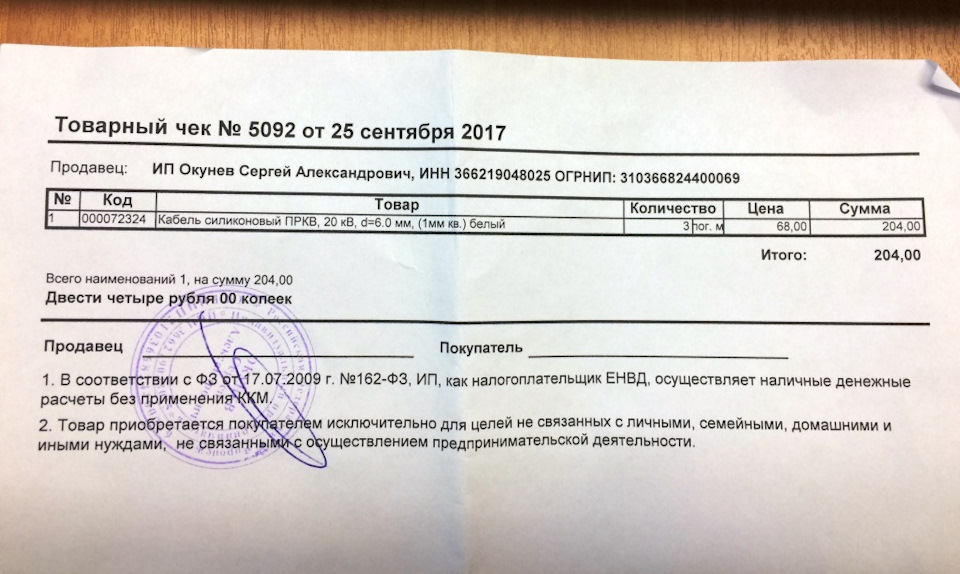 Товарный чек № 5092 от 25 сентября 2017
Продавец: ИП Окунев Сергей Александрович, ИНН 366219048025 ОГРНИП: 310366824400069
№ Код Товар Количество Цена Сумма
1 000072324 Кабель силиконовый ПРКВ, 20 кВ, d=6.0 мм, (1мм кв.) белый 3 пог. м 68,00 204,00
Итого: 204,00
Всего наименований 1, на сумму 204,00
Двести четыре рубля 00 копеек
Продавец Покупатель
1. В соответствии с ФЗ от 17.07.2009 г. №162-ФЗ, ИП, как налогоплательщик ЕНВД, осуществляет наличные денежные
расчеты без применения ККМ.
2. Товар приобретается покупателем исключительно для целей не связанных с личными, семейными, домашними и
иными нуждами, не связанными с осуществлением предпринимательской деятельности.